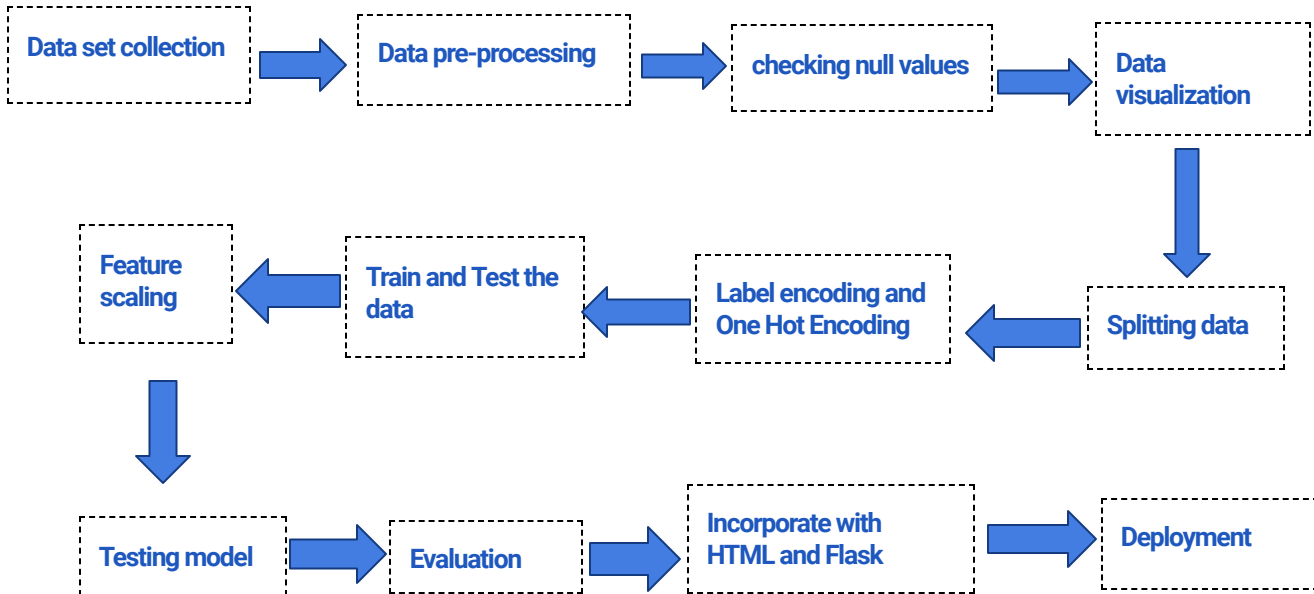 Data set collection
Data pre-processing
checking null values
Data
visualization
Splitting data
Label encoding and
One Hot Encoding
Train and Test the
data
Feature
scaling
Testing model
Evaluation
Incorporate with
HTML and Flask
Deployment